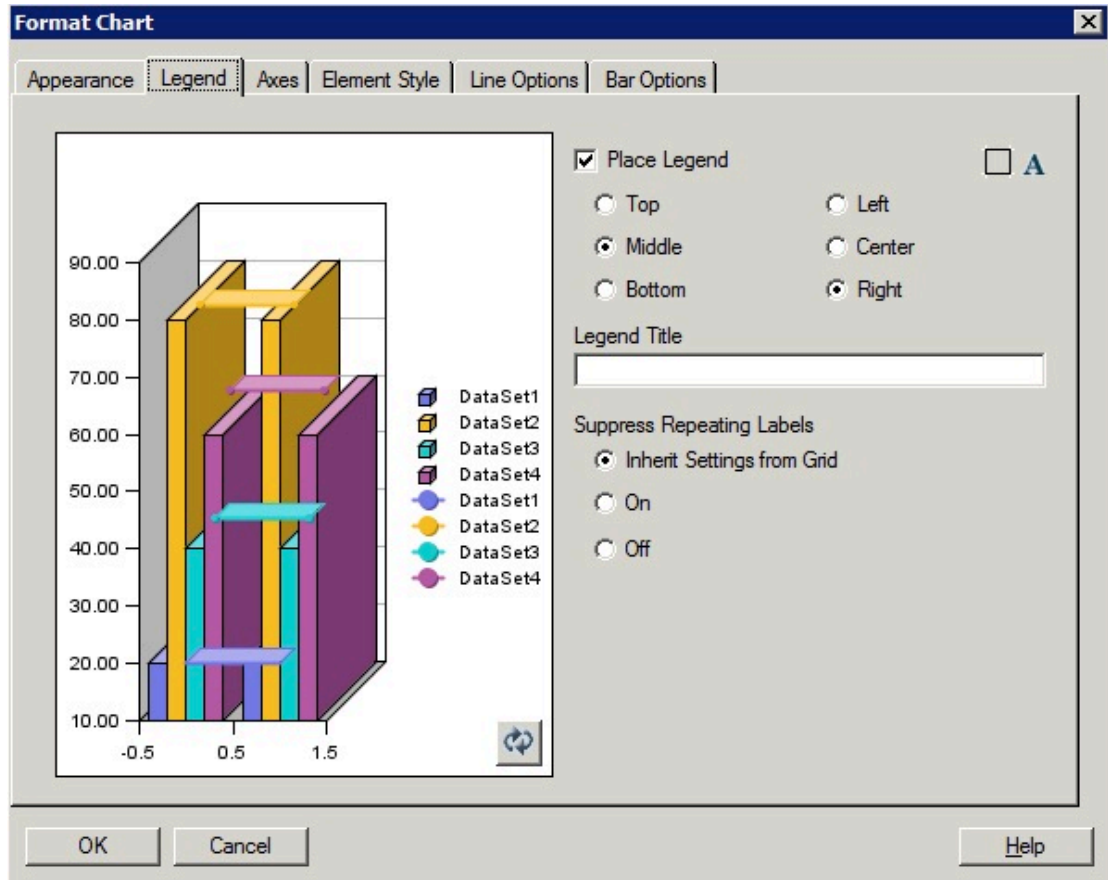 Format Chart
Appearance Legend Axes Element Style Line Options Bar Options
90.00
80.00
70.00
60.00
50.00
40.00
30.00
20.00
10.00
-0.5 0.5 1.5
DataSet1
DataSet2
DataSet3
DataSet4
DataSet1
DataSet2
DataSet3
DataSet4
Place Legend A
Top Left
Middle Center
Bottom Right
Legend Title
Suppress Repeating Labels
Inherit Settings from Grid
On
Off
OK Cancel Help